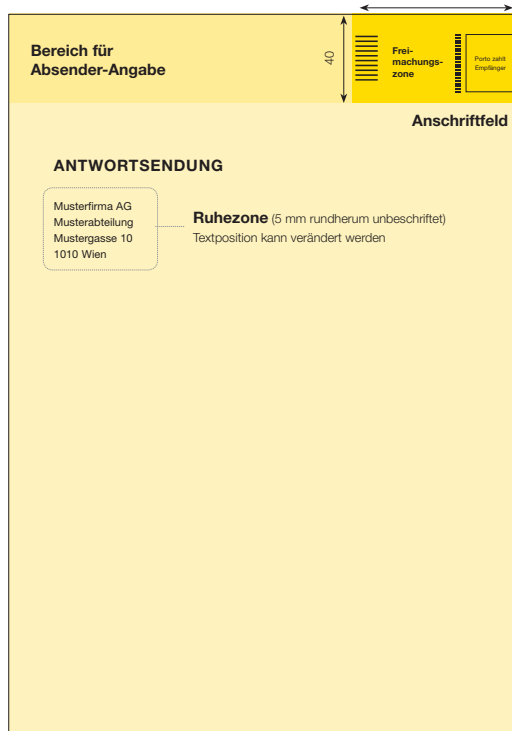 Bereich für
Absender-Angabe
40
Frei-
machungs-
zone
Porto zahlt
Empfänger
Anschriftfeld
ANTWORTSENDUNG
Musterfirma AG
Musterabteilung
Mustergasse 10
1010 Wien
Ruhezone (5 mm rundherum unbeschriftet)
Textposition kann verändert werden